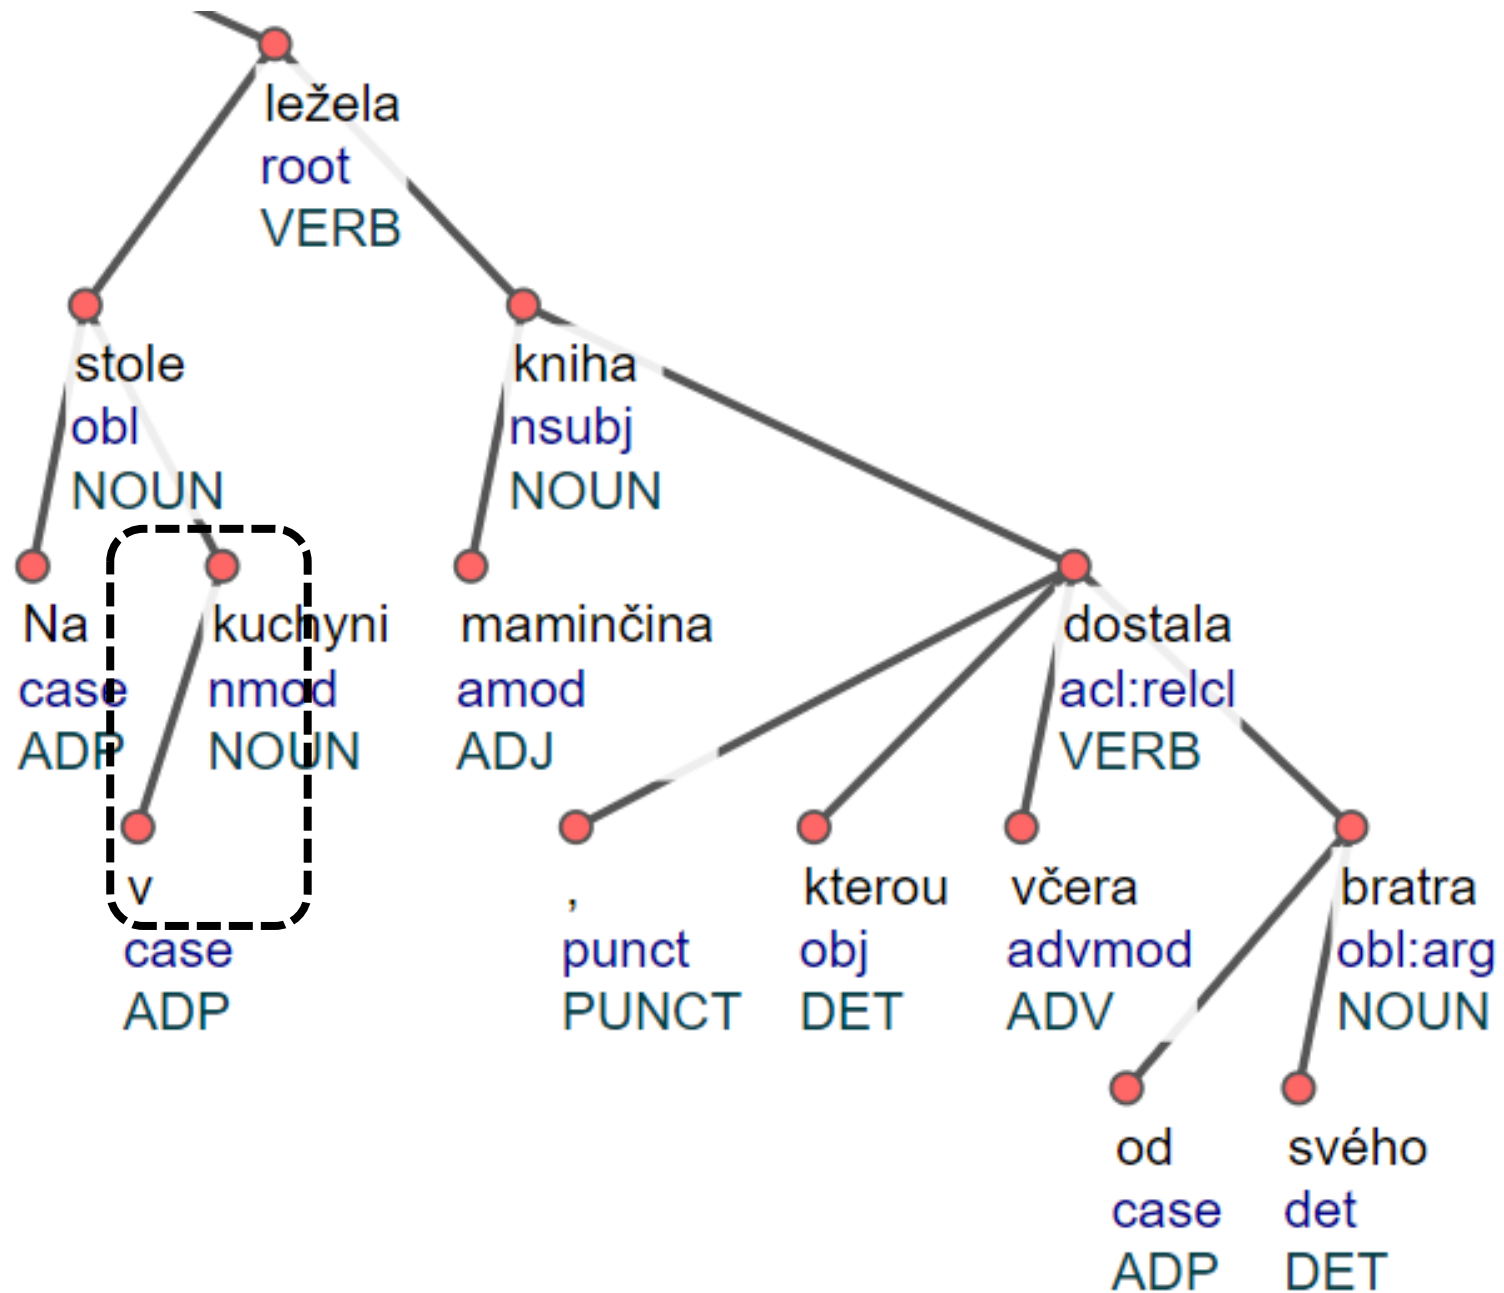 ležela
root
VERB
stole
obl
NOUN
kniha
nsubj
NOUN
Na
case
ADP
kuchyni
nmod
NOUN
maminčina
amod
ADJ
dostala
acl:relcl
VERB
v
case
ADP
,
punct
PUNCT
kterou
obj
DET
včera
advmod
ADV
bratra
obl:arg
NOUN
od
case
ADP
svého
det
DET